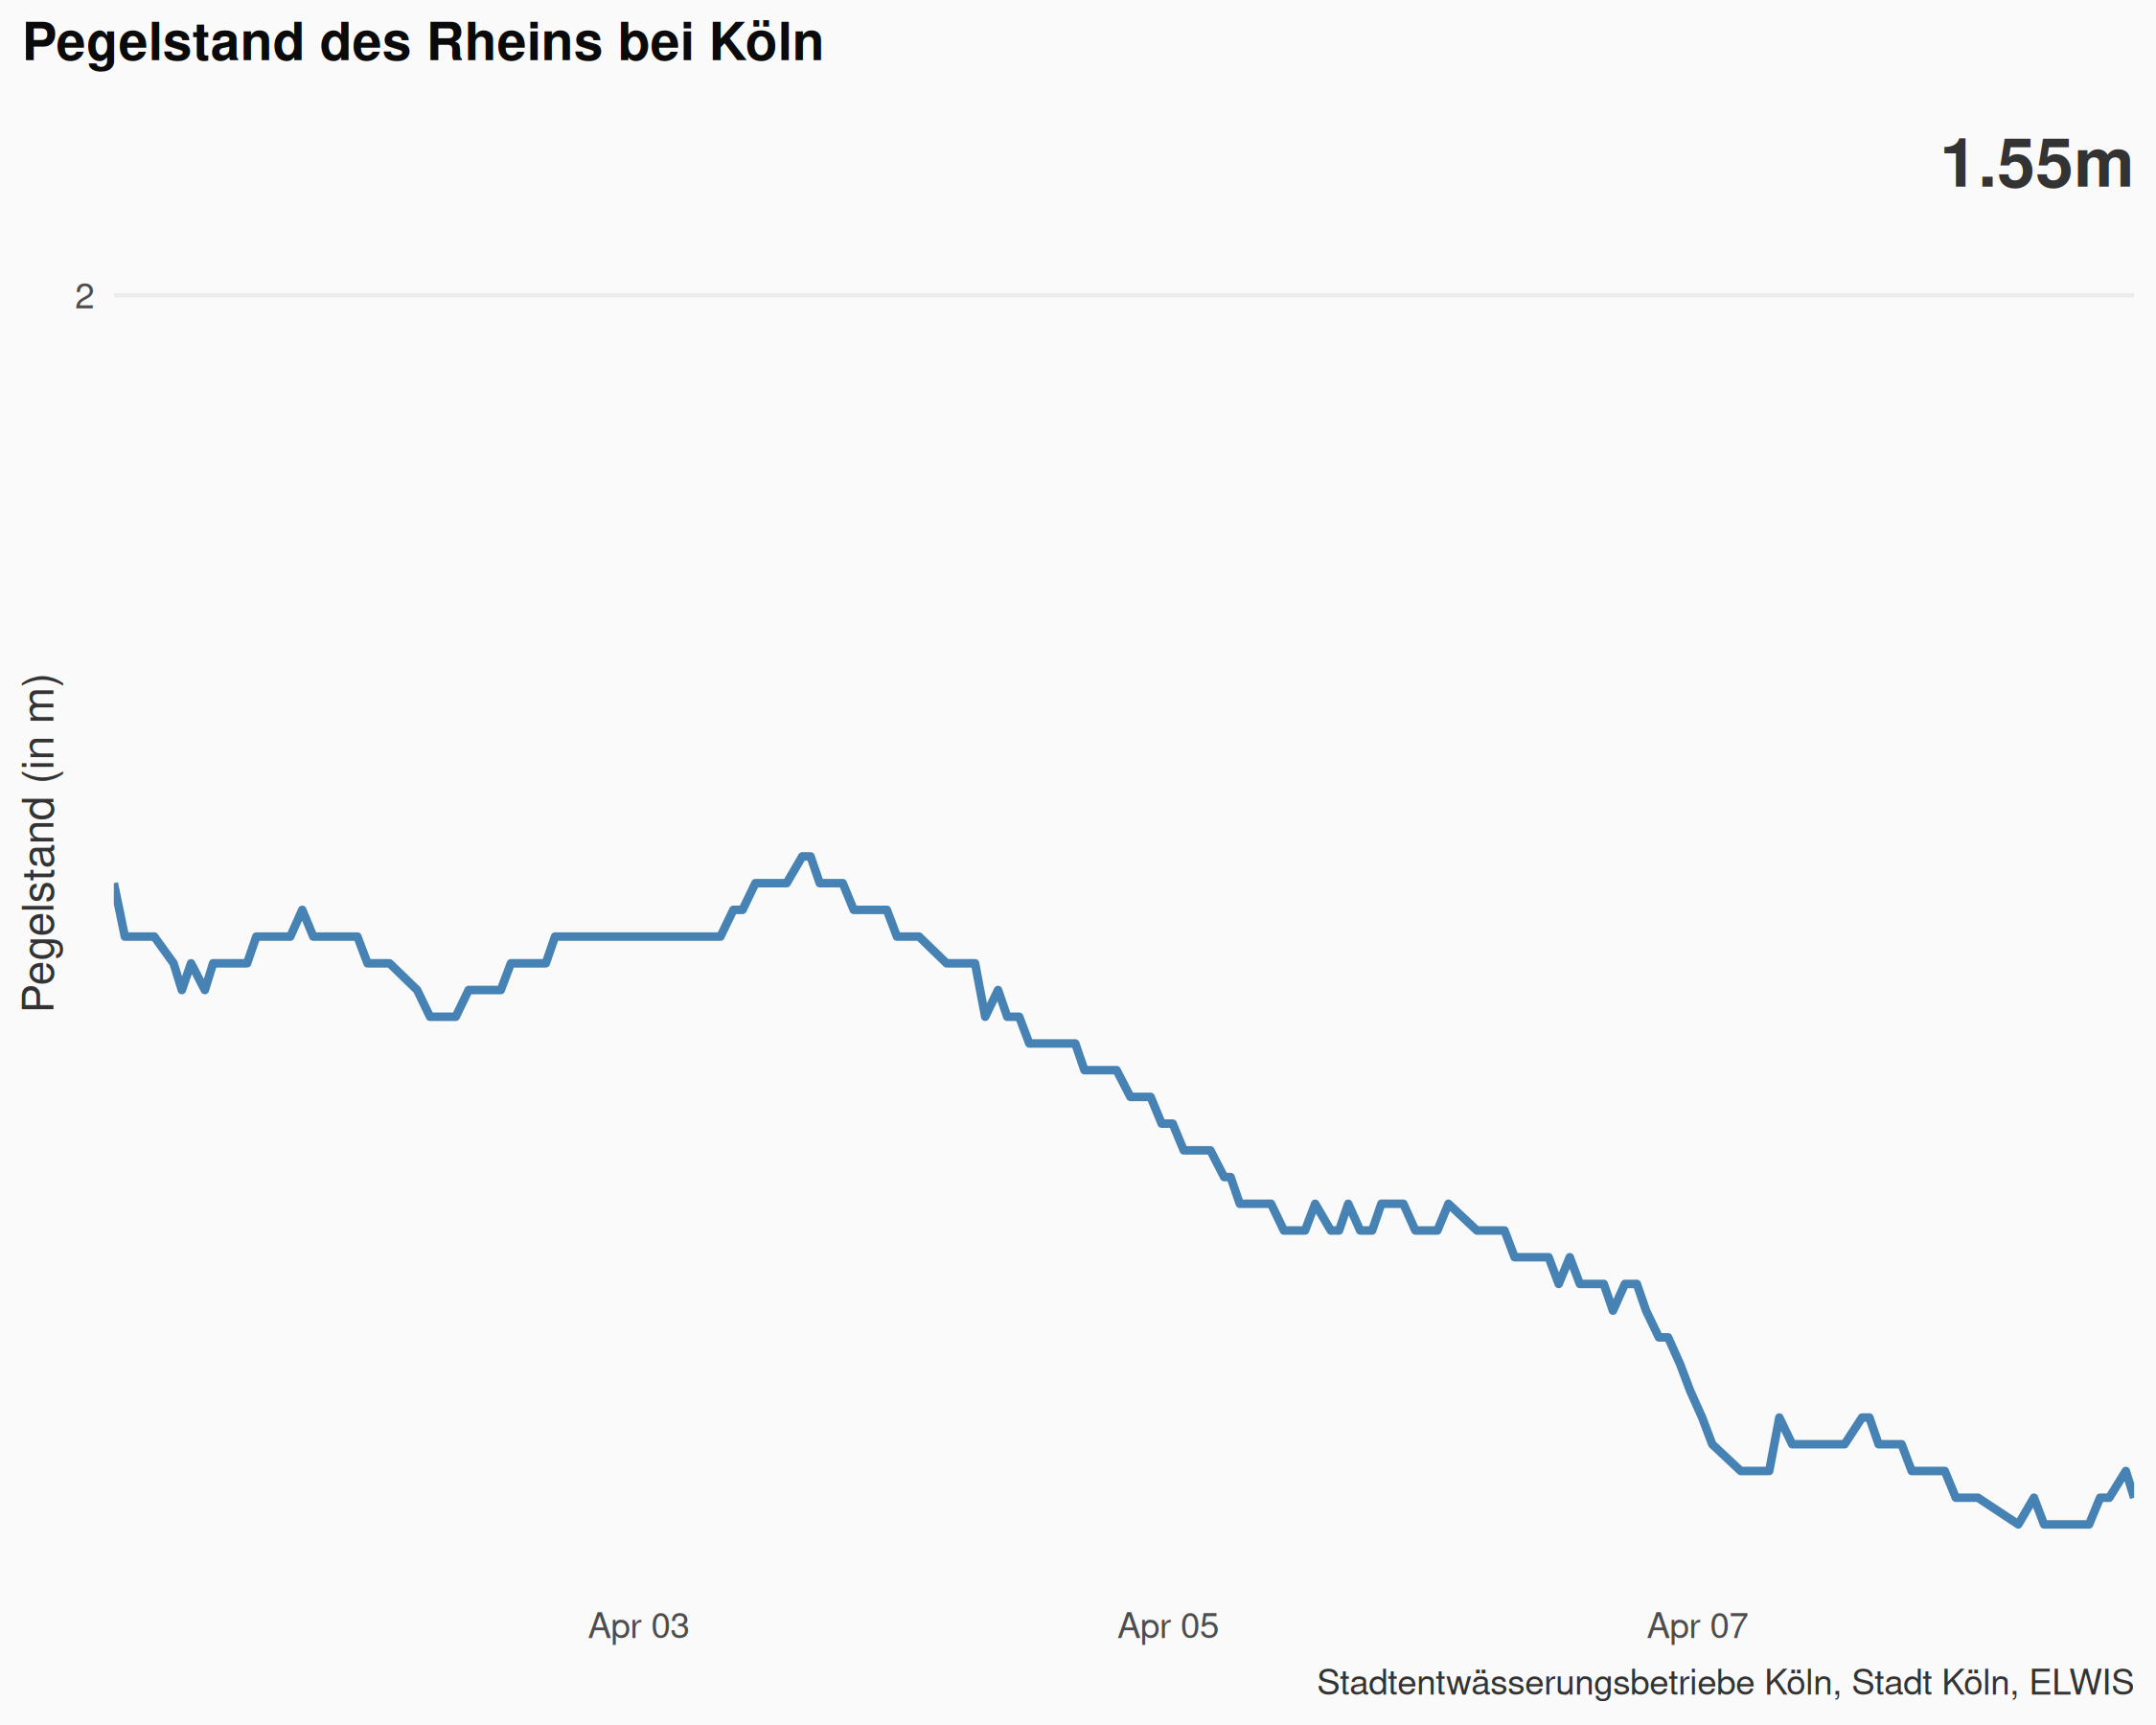 Pegelstand des Rheins bei Köln
1.55m
2
Pegelstand (in m)
Apr 03
Apr 05
Apr 07
Stadtentwässerungsbetriebe Köln, Stadt Köln, ELWIS